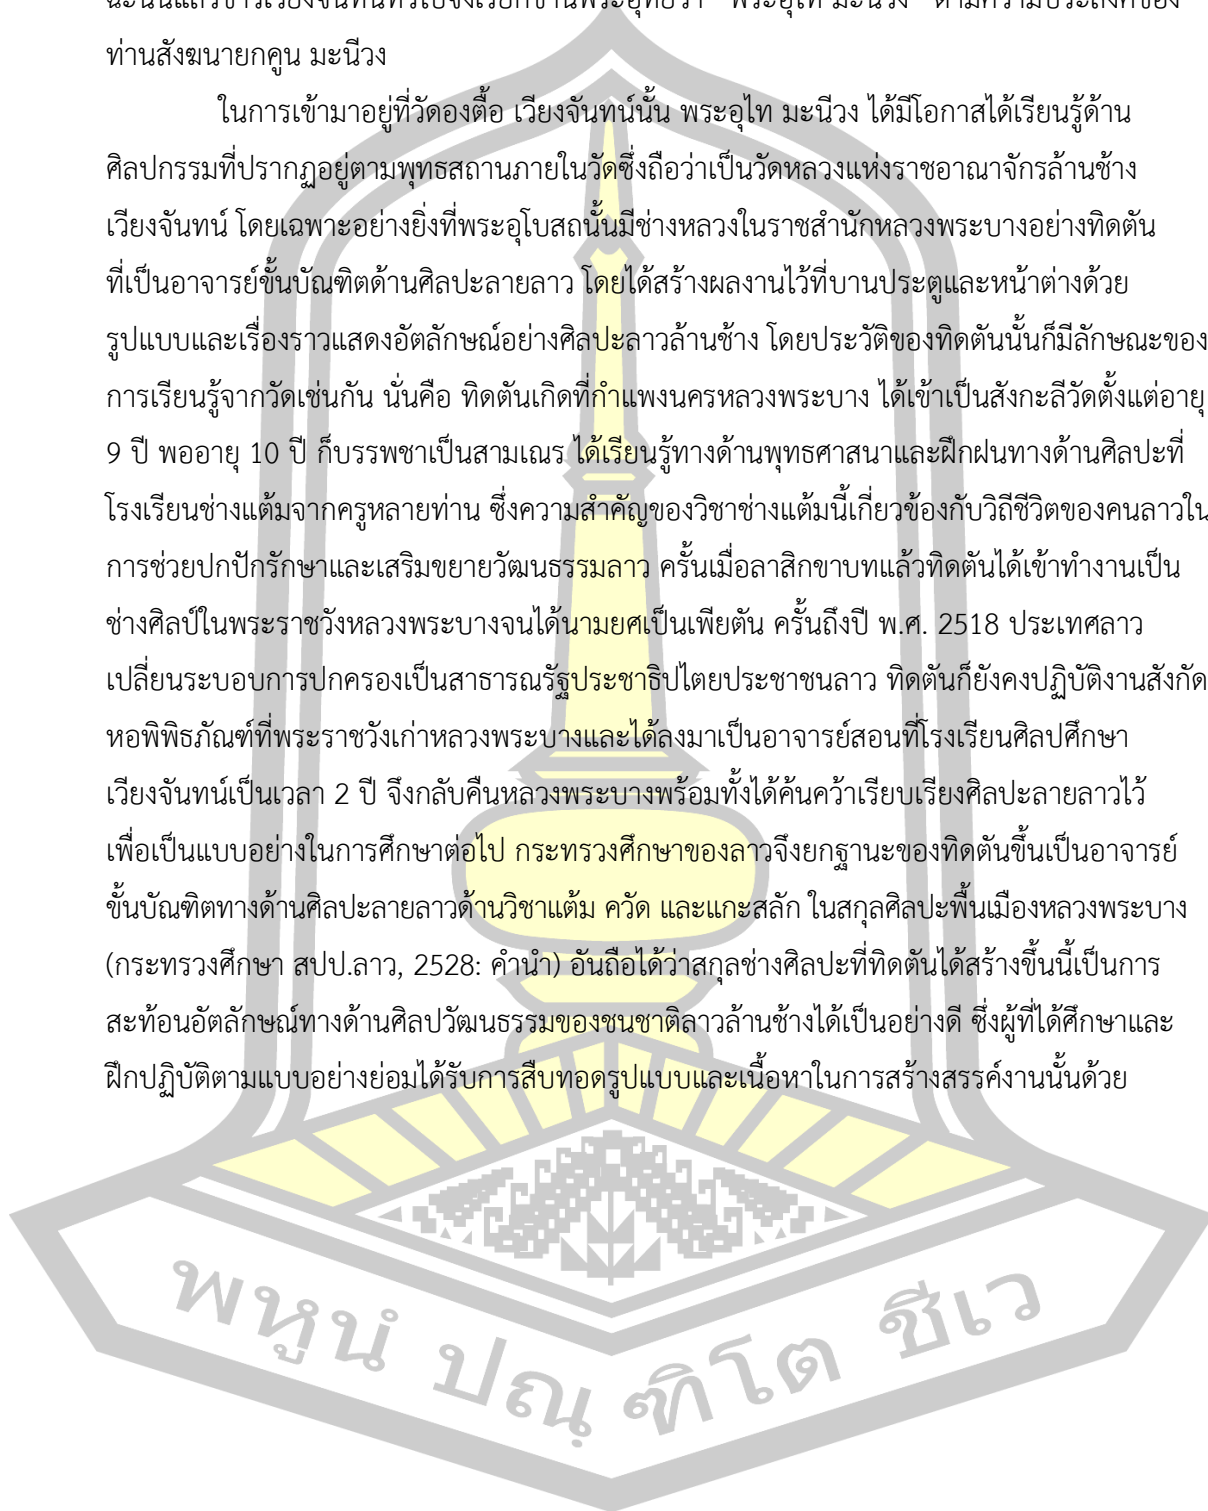 ท่านสังฆนายกคูน มะนีวง
ในการเข้ามาอยู่ที่วัดองตื้อ เวียงจันทน์นั้น พระอุไท มะนีวง ได้มีโอกาสได้เรียนรู้ด้าน
ศิลปกรรมที่ปรากฏอยู่ตามพุทธสถานภายในวัดซึ่งถือว่าเป็นวัดหลวงแห่งราชอาณาจักรล้านช้าง
เวียงจันทน์ โดยเฉพาะอย่างยิ่งที่พระอุโบสถนั้นมีช่างหลวงในราชสำนักหลวงพระบางอย่างทิดตัน
ที่เป็นอาจารย์ขั้นบัณฑิตด้านศิลปะลายลาว โดยได้สร้างผลงานไว้ที่บานประตูและหน้าต่างด้วย
รูปแบบและเรื่องราวแสดงอัตลักษณ์อย่างศิลปะลาวล้านช้าง โดยประวัติของทิดตันนั้นก็มีลักษณะของ
การเรียนรู้จากวัดเช่นกัน นั่นคือ ทิดตันเกิดที่กำแพงนครหลวงพระบาง ได้เข้าเป็นสังกะลีวัดตั้งแต่อายุ
9 ปี พออายุ 10 ปี ก็บรรพชาเป็นสามเณร ได้เรียนรู้ทางด้านพุทธศาสนาและฝึกฝนทางด้านศิลปะที่
โรงเรียนช่างแต้มจากครูหลายท่าน ซึ่งความสำคัญของวิชาช่างแต้มนี้เกี่ยวข้องกับวิถีชีวิตของคนลาวใน
การช่วยปกปักรักษาและเสริมขยายวัฒนธรรมลาว ครั้นเมื่อลาสิกขาบทแล้วทิดตันได้เข้าทำงานเป็น
ช่างศิลป์ในพระราชวังหลวงพระบางจนได้นามยศเป็นเพียตัน ครั้นถึงปี พ.ศ. 2518 ประเทศลาว
เปลี่ยนระบอบการปกครองเป็นสาธารณรัฐประชาธิปไตยประชาชนลาว ทิดตันก็ยังคงปฏิบัติงานสังกัด
หอพิพิธภัณฑ์ที่พระราชวังเก่าหลวงพระบางและได้ลงมาเป็นอาจารย์สอนที่โรงเรียนศิลปศึกษา
เวียงจันทน์เป็นเวลา 2 ปี จึงกลับคืนหลวงพระบางพร้อมทั้งได้ค้นคว้าเรียบเรียงศิลปะลายลาวไว้
เพื่อเป็นแบบอย่างในการศึกษาต่อไป กระทรวงศึกษาของลาวจึงยกฐานะของทิดตันขึ้นเป็นอาจารย์
ขั้นบัณฑิตทางด้านศิลปะลายลาวด้านวิชาแต้ม ควัด และแกะสลัก ในสกุลศิลปะพื้นเมืองหลวงพระบาง
(กระทรวงศึกษา สปป.ลาว, 2528: คำนำ) อันถือได้ว่าสกุลช่างศิลปะที่ทิดตันได้สร้างขึ้นนี้เป็นการ
สะท้อนอัตลักษณ์ทางด้านศิลปวัฒนธรรมของชนชาติลาวล้านช้างได้เป็นอย่างดี ซึ่งผู้ที่ได้ศึกษาและ
ฝึกปฏิบัติตามแบบอย่างย่อมได้รับการสืบทอดรูปแบบและเนื้อหาในการสร้างสรรค์งานนั้นด้วย
พหูนํ ปณฺฑิโต ชีเว